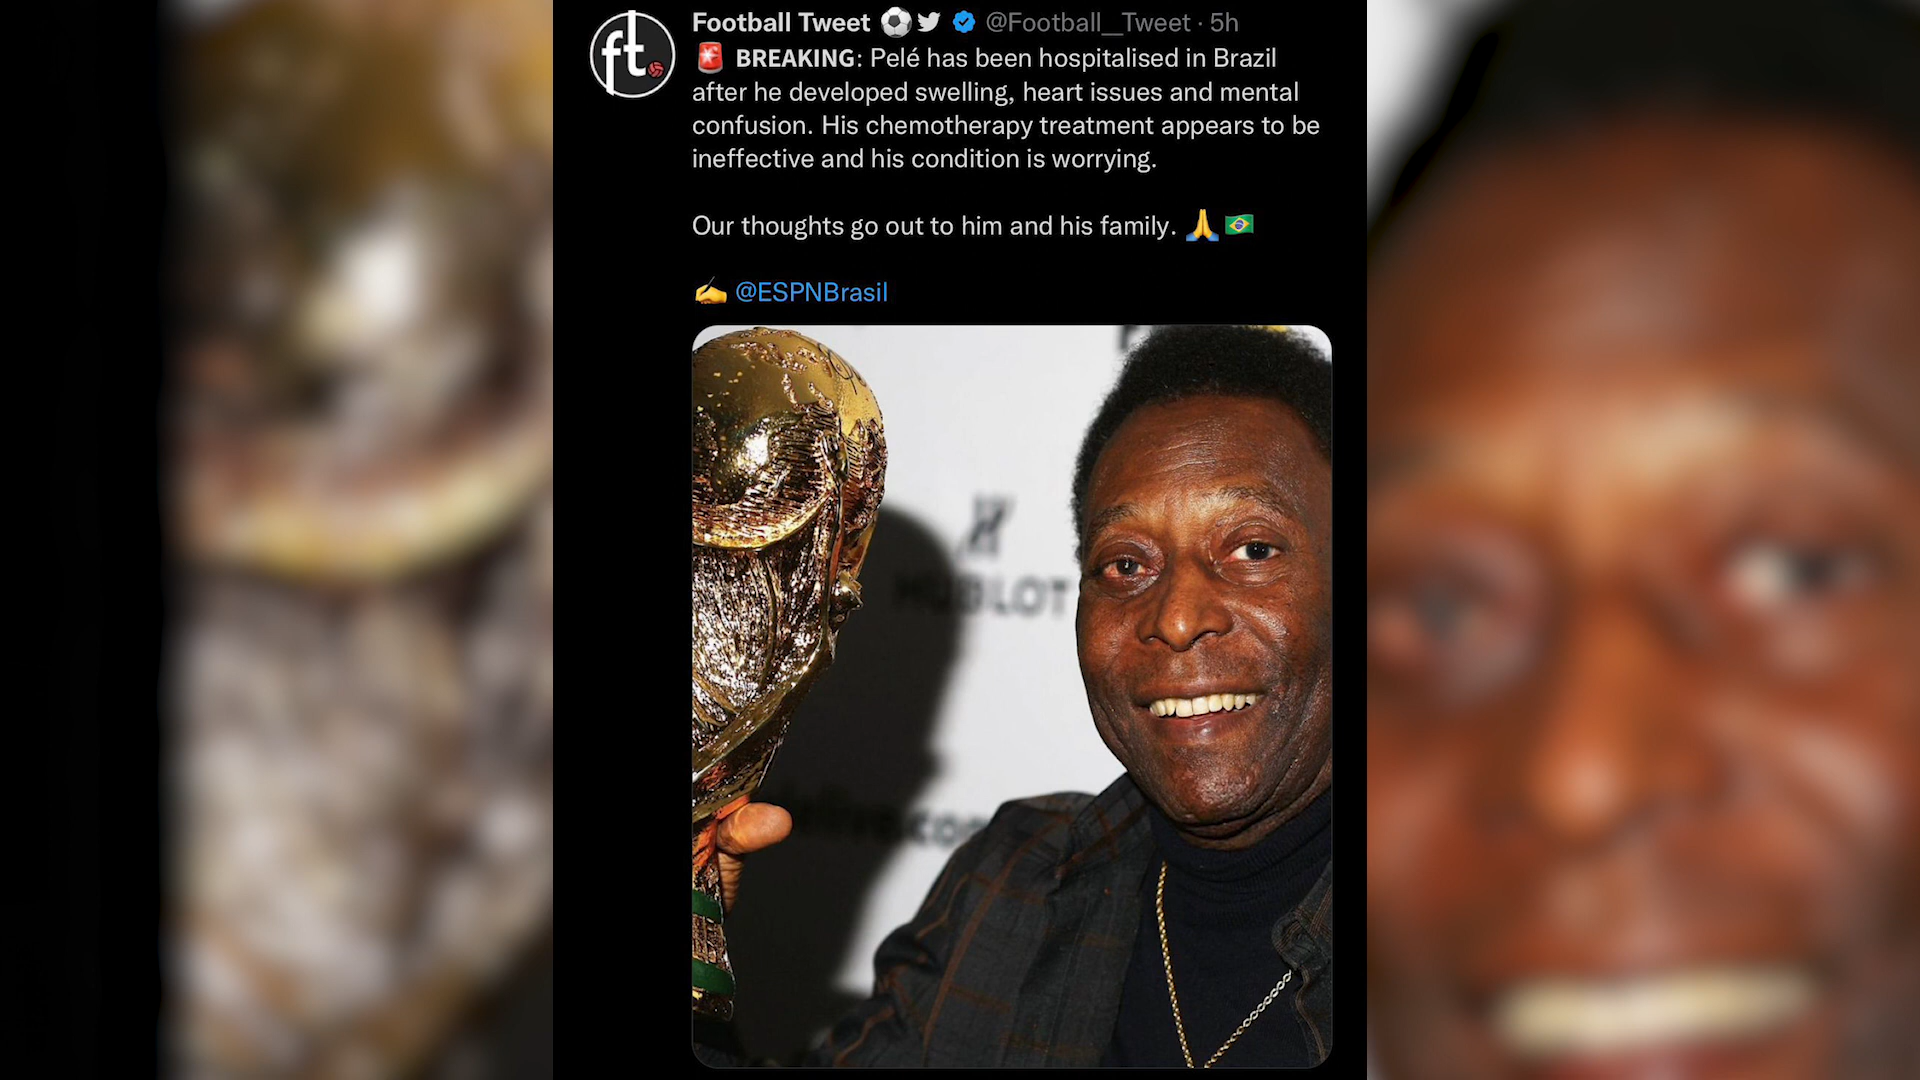 ft.
Football Tweet ⚽ @Football__Tweet · 5h
🚨 BREAKING: Pelé has been hospitalised in Brazil
after he developed swelling, heart issues and mental
confusion. His chemotherapy treatment appears to be
ineffective and his condition is worrying.
Our thoughts go out to him and his family. 🙏🇧🇷
✍️ @ESPNBrasil
HUBLOT